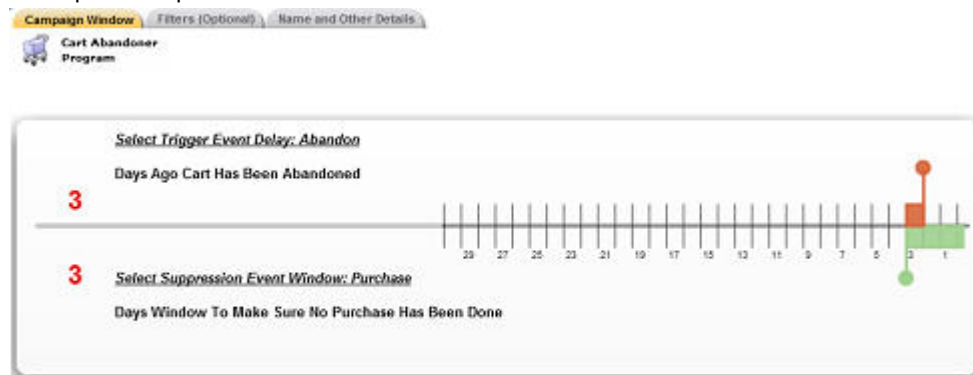 Campaign Window Filters (Optional) Name and Other Details
Cart Abandoner
Program
Select Trigger Event Delay: Abandon
Days Ago Cart Has Been Abandoned
3
29 27 25 23 21 19 17 15 13 11 9 7 5 3 1
3
Select Suppression Event Window: Purchase
Days Window To Make Sure No Purchase Has Been Done